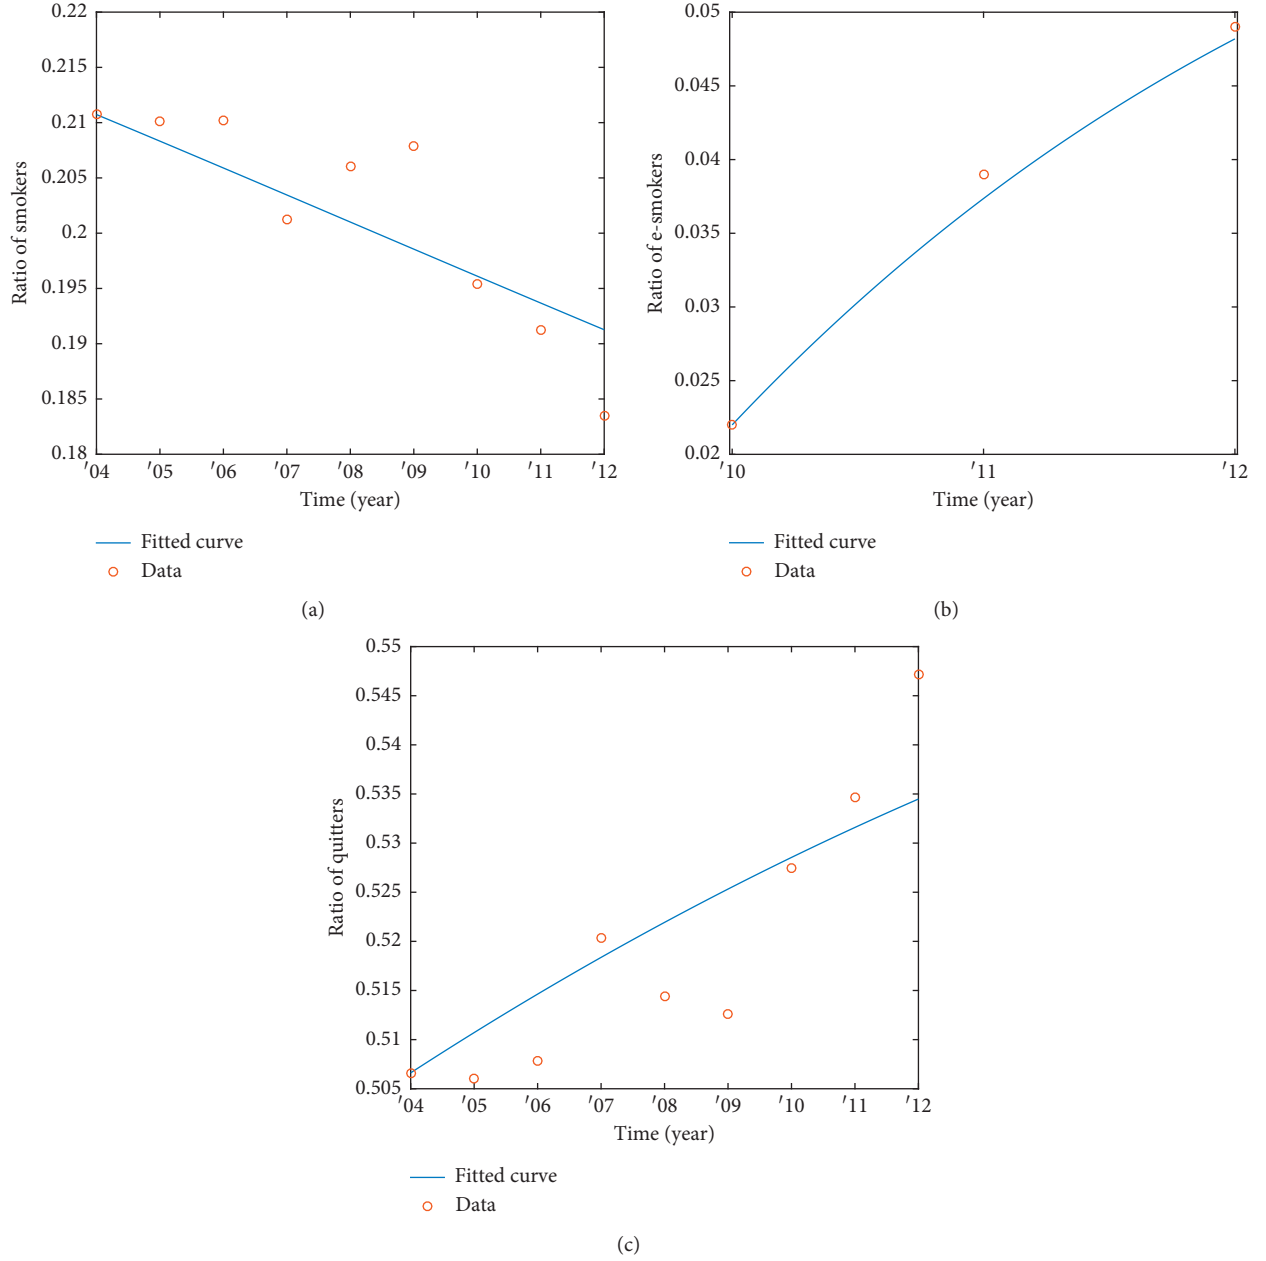 0.22
0.215
0.21
0.205
0.2
0.195
0.19
0.185
0.18
Ratio of smokers
'04 '05 '06 '07 '08 '09 '10 '11 '12
Time (year)
Fitted curve
Data
(a)
0.05
0.045
0.04
0.035
0.03
0.025
0.02
Ratio of e-smokers
'10 '11 '12
Time (year)
Fitted curve
Data
(b)
0.55
0.545
0.54
0.535
0.53
0.525
0.52
0.515
0.51
0.505
Ratio of quitters
'04 '05 '06 '07 '08 '09 '10 '11 '12
Time (year)
Fitted curve
Data
(c)